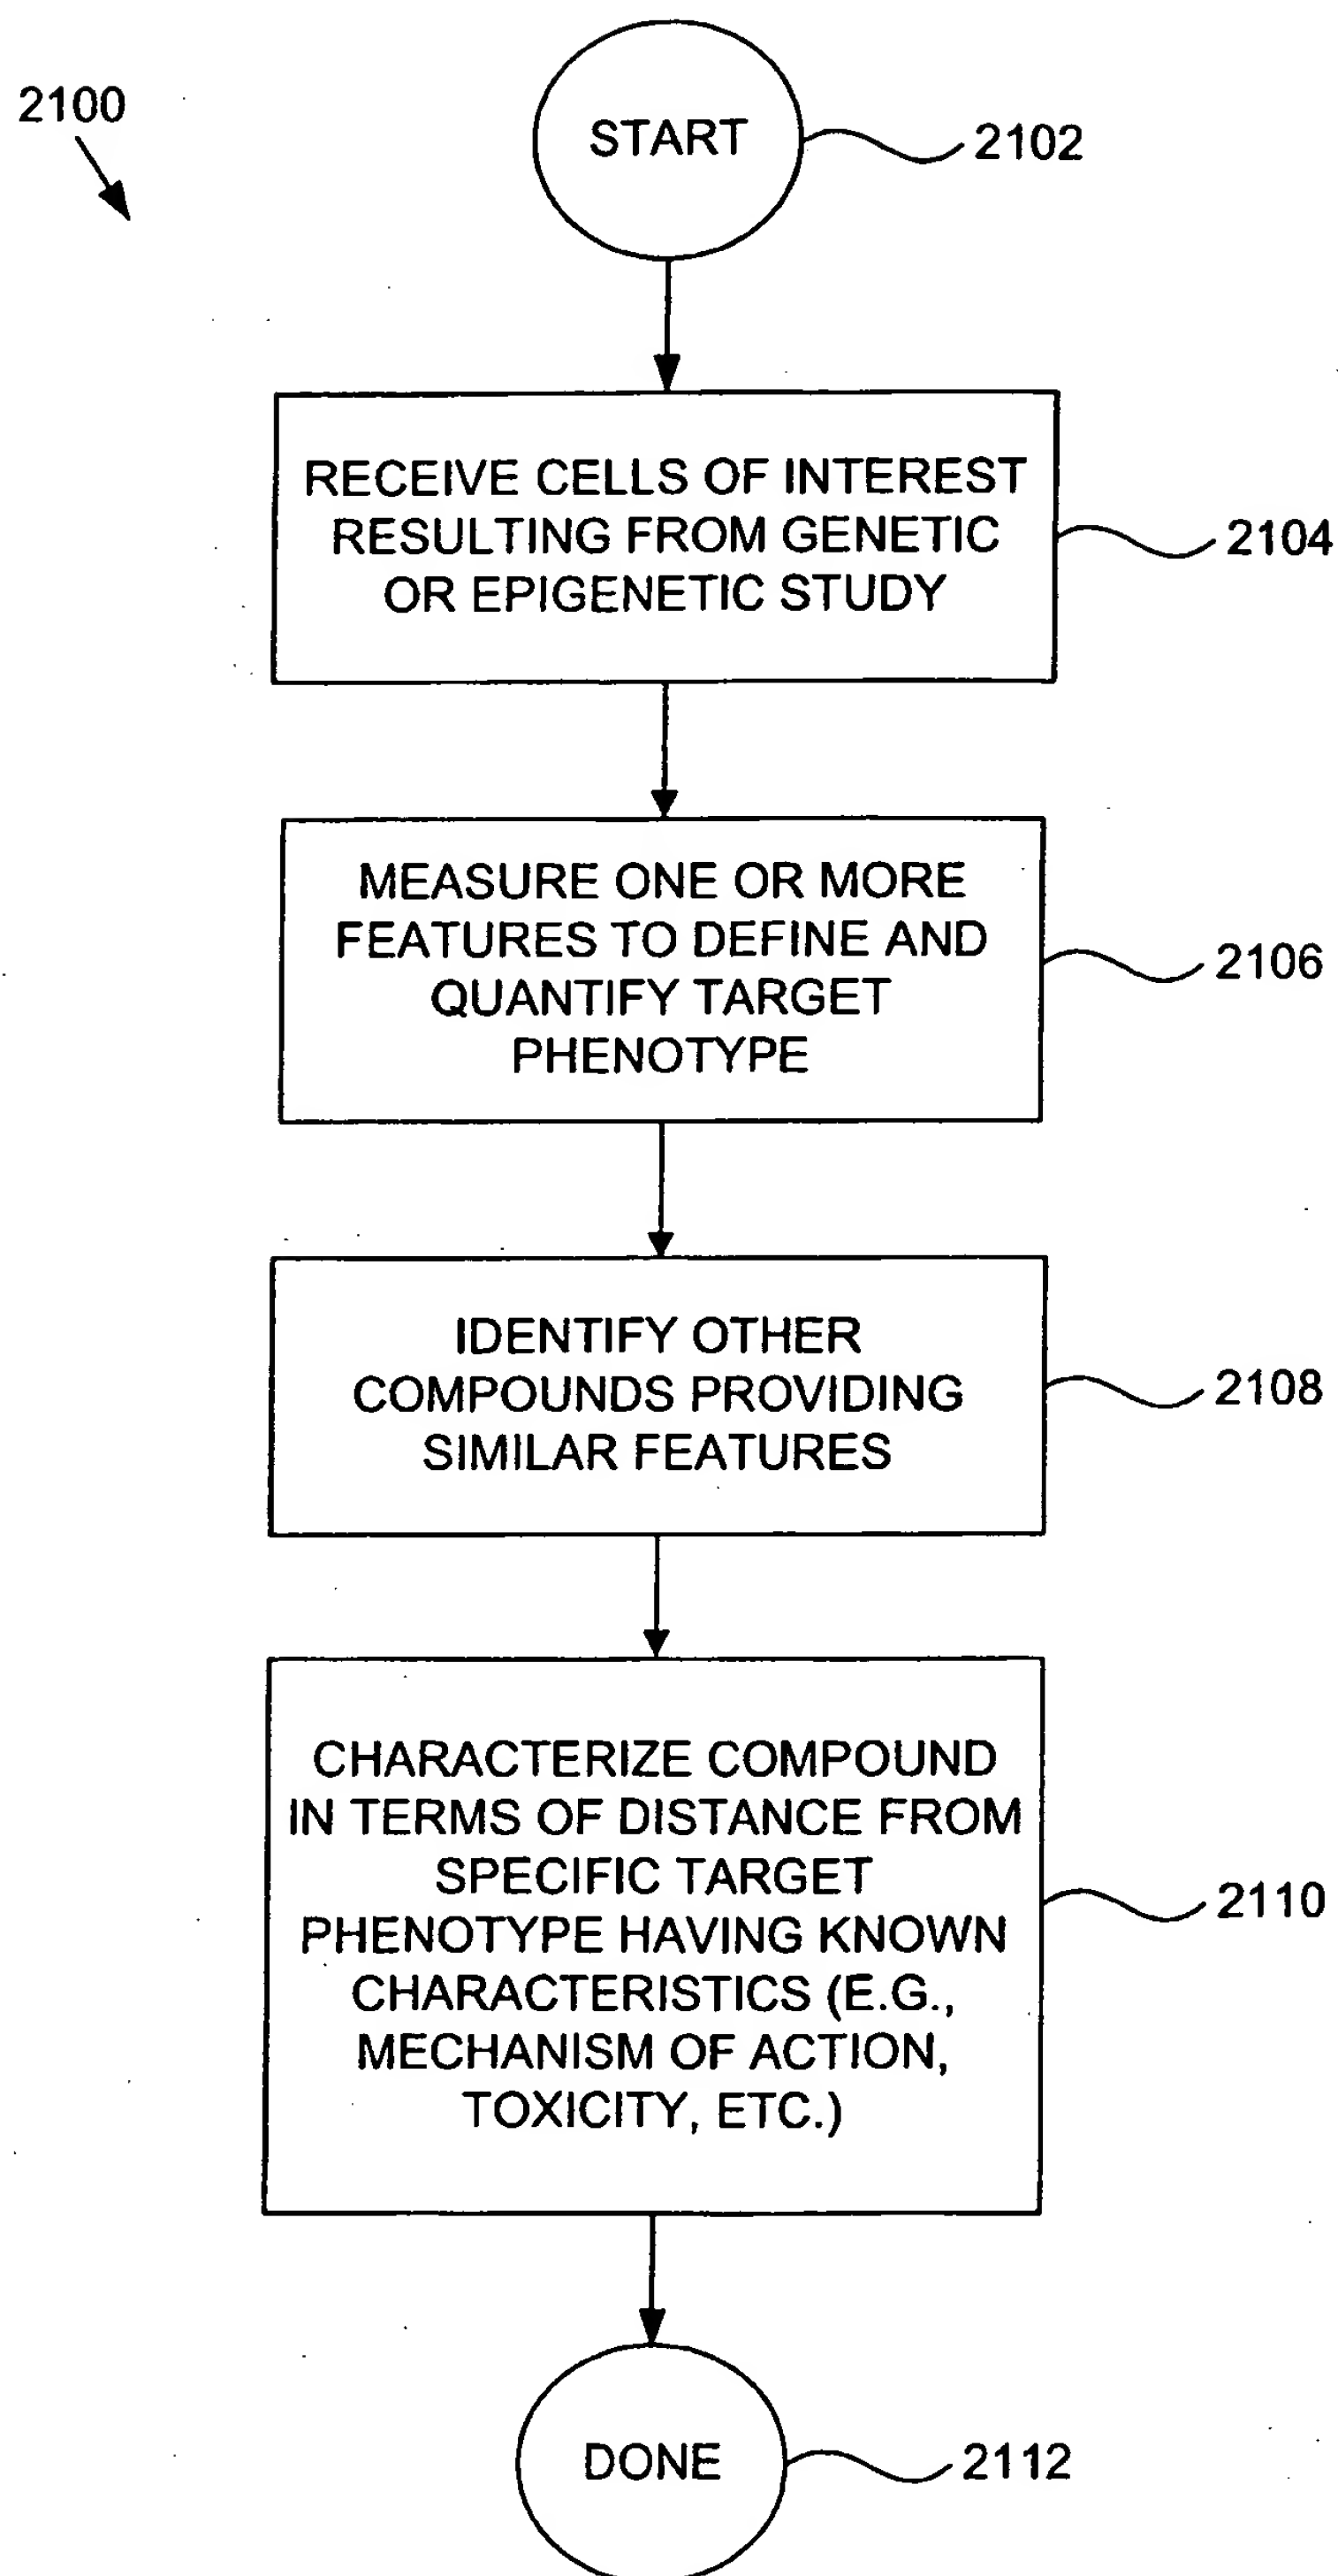 2100
START
2102
RECEIVE CELLS OF INTEREST
RESULTING FROM GENETIC
OR EPIGENETIC STUDY
2104
MEASURE ONE OR MORE
FEATURES TO DEFINE AND
QUANTIFY TARGET
PHENOTYPE
2106
IDENTIFY OTHER
COMPOUNDS PROVIDING
SIMILAR FEATURES
2108
CHARACTERIZE COMPOUND
IN TERMS OF DISTANCE FROM
SPECIFIC TARGET
PHENOTYPE HAVING KNOWN
CHARACTERISTICS (E.G.,
MECHANISM OF ACTION,
TOXICITY, ETC.)
2110
DONE
2112